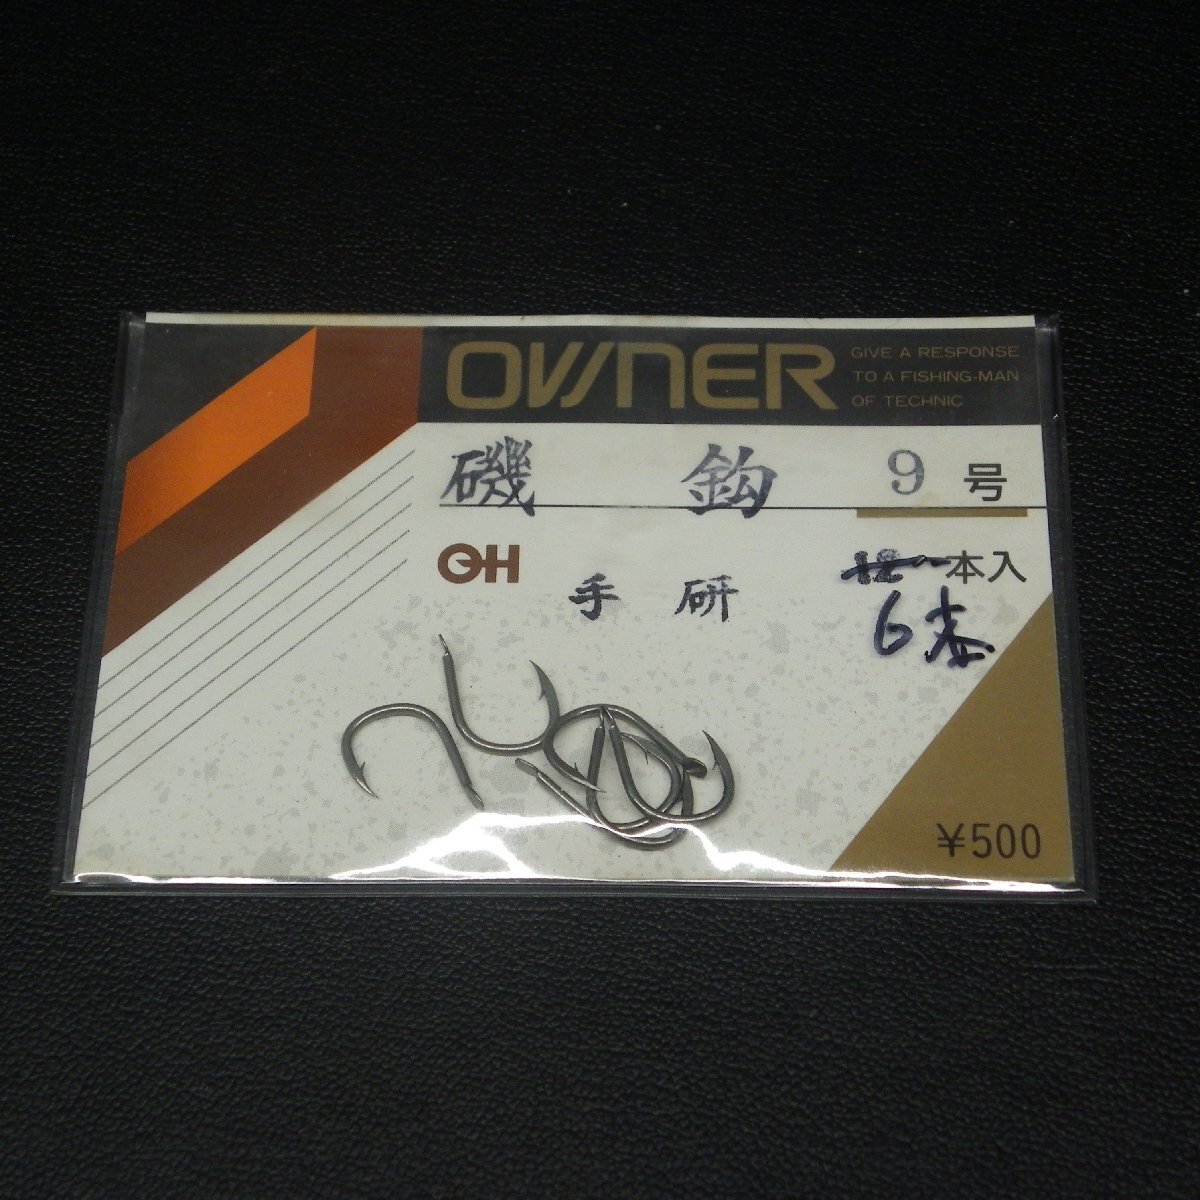 OWNER
GIVE A RESPONSE
TO A FISHING-MAN
OF TECHNIC
磯 鈎 9 号
OH
手 研
12 本入
6本
¥500